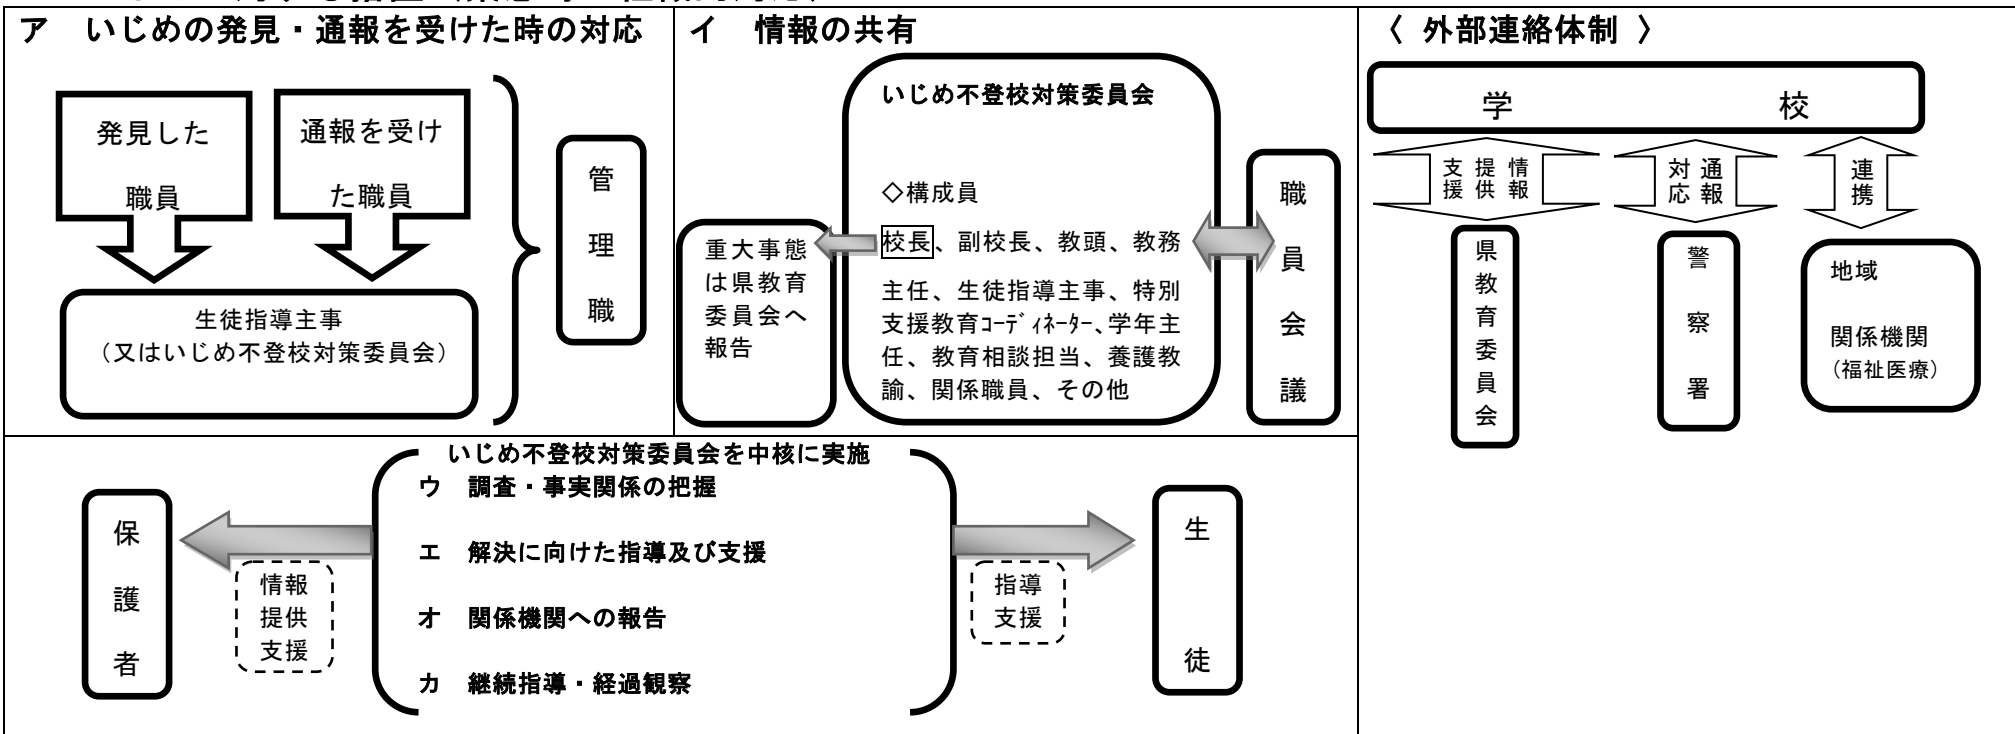 ア　いじめの発見・通報を受けた時の対応
発見した
職員
通報を受け
た職員
生徒指導主事
（又はいじめ不登校対策委員会）
管理職
イ　情報の共有
いじめ不登校対策委員会
◇構成員
校長、副校長、教頭、教務
主任、生徒指導主事、特別
支援教育ｺｰﾃﾞｨﾈｰﾀｰ、学年主
任、教育相談担当、養護教
諭、関係職員、その他
重大事態
は県教育
委員会へ
報告
職員会議
〈 外部連絡体制 〉
学校
情報
提供
支援
通報
対応
連携
県教育委員会
警察署
地域
関係機関
（福祉医療）
いじめ不登校対策委員会を中核に実施
ウ　調査・事実関係の把握
エ　解決に向けた指導及び支援
オ　関係機関への報告
カ　継続指導・経過観察
保護者
情報
提供
支援
指導
支援
生徒